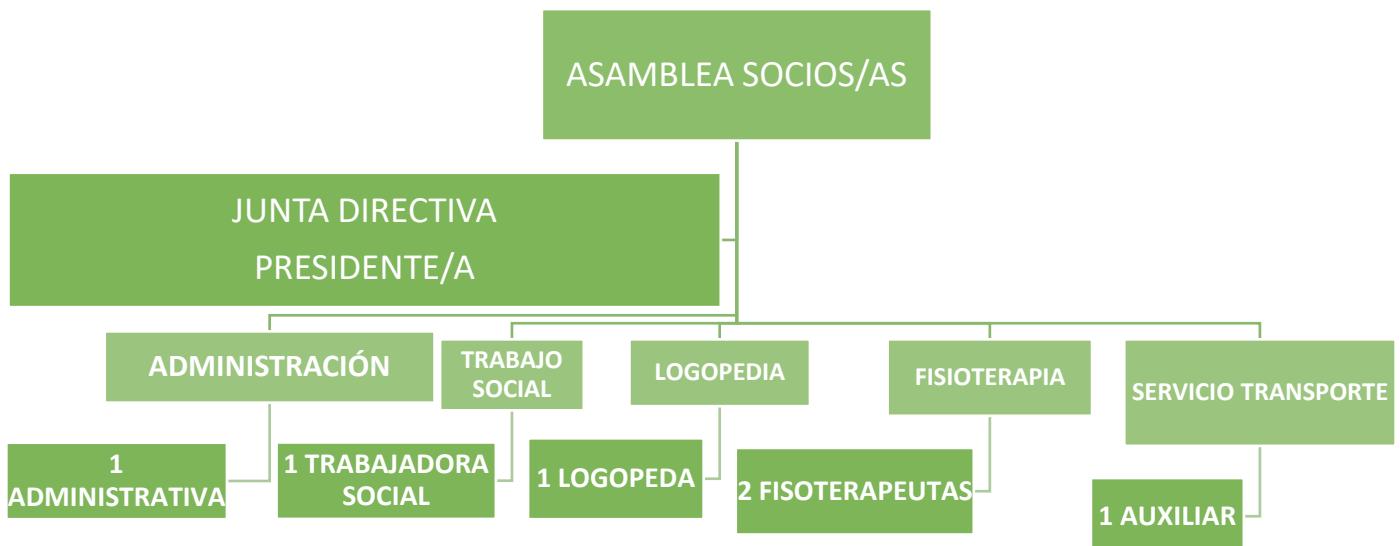 ASAMBLEA SOCIOS/AS
JUNTA DIRECTIVA
PRESIDENTE/A
ADMINISTRACIÓN
TRABAJO
SOCIAL
LOGOPEDIA
FISIOTERAPIA
SERVICIO TRANSPORTE
1
ADMINISTRATIVA
1 TRABAJADORA
SOCIAL
1 LOGOPEDA
2 FISOTERAPEUTAS
1 AUXILIAR